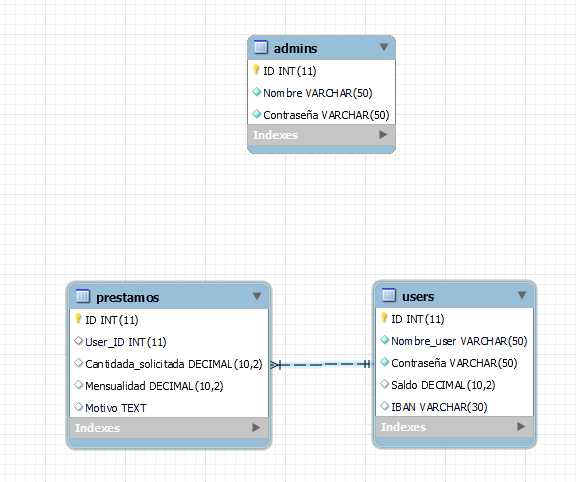 admins
ID INT(11)
Nombre VARCHAR(50)
Contraseña VARCHAR(50)
Indexes
prestamos
ID INT(11)
User_ID INT(11)
Cantidada_solicitada DECIMAL(10,2)
Mensualidad DECIMAL(10,2)
Motivo TEXT
Indexes
users
ID INT(11)
Nombre_user VARCHAR(50)
Contraseña VARCHAR(50)
Saldo DECIMAL(10,2)
IBAN VARCHAR(30)
Indexes